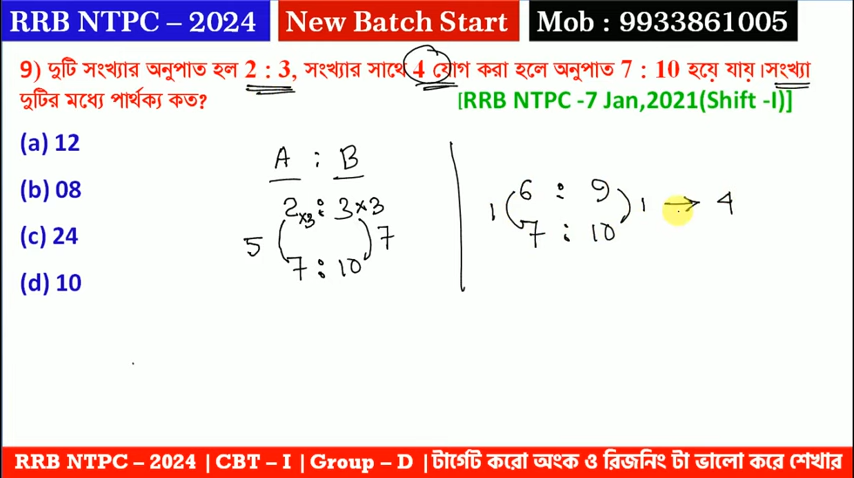 RRB NTPC – 2024 New Batch Start Mob : 9933861005
9) দুটি সংখ্যার অনুপাত হল 2 : 3, সংখ্যার সাথে 4 যোগ করা হলে অনুপাত 7 : 10 হয়ে যায়। সংখ্যা
দুটির মধ্যে পার্থক্য কত? [RRB NTPC -7 Jan,2021(Shift -I)]
(a) 12
(b) 08
(c) 24
(d) 10
A : B
2×3 : 3×3
5 7
7 : 10
6 : 9
1 1 → 4
7 : 10
RRB NTPC – 2024 | CBT – I | Group – D | টার্গেট করো অংক ও রিজনিং টা ভালো করে শেখার